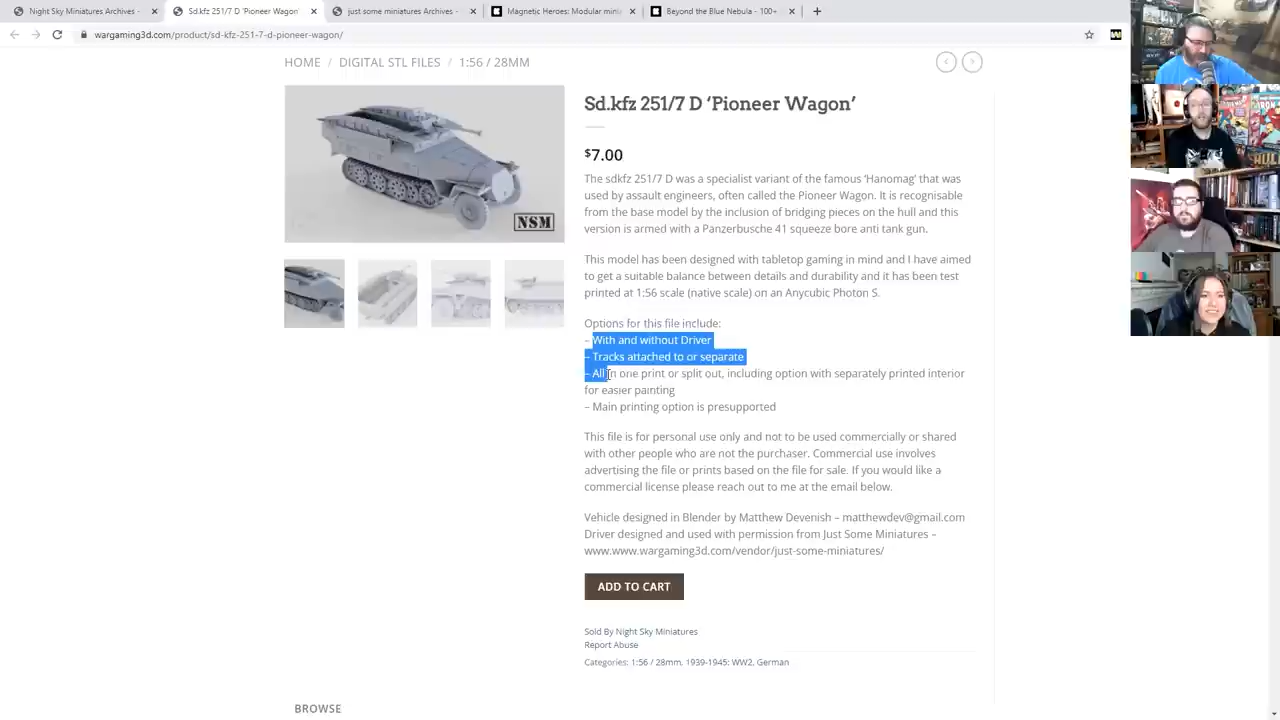 Night Sky Miniatures Archives -
Sd.kfz 251/7 D 'Pioneer Wagon'
just some miniatures Archives -
Magnetic Heroes: Modular mini
Beyond the Blue Nebula - 100+
wargaming3d.com/product/sd-kfz-251-7-d-pioneer-wagon/
HOME / DIGITAL STL FILES / 1:56 / 28MM
NSM
Sd.kfz 251/7 D ‘Pioneer Wagon’
$7.00
The sdkfz 251/7 D was a specialist variant of the famous ‘Hanomag’ that was
used by assault engineers, often called the Pioneer Wagon. It is recognisable
from the base model by the inclusion of bridging pieces on the hull and this
version is armed with a Panzerbusche 41 squeeze bore anti tank gun.
This model has been designed with tabletop gaming in mind and I have aimed
to get a suitable balance between details and durability and it has been test
printed at 1:56 scale (native scale) on an Anycubic Photon S.
Options for this file include:
– With and without Driver
– Tracks attached to or separate
– All in one print or split out, including option with separately printed interior
for easier painting
– Main printing option is presupported
This file is for personal use only and not to be used commercially or shared
with other people who are not the purchaser. Commercial use involves
advertising the file or prints based on the file for sale. If you would like a
commercial license please reach out to me at the email below.
Vehicle designed in Blender by Matthew Devenish – matthewdev@gmail.com
Driver designed and used with permission from Just Some Miniatures –
www.www.wargaming3d.com/vendor/just-some-miniatures/
ADD TO CART
Sold By Night Sky Miniatures
Report Abuse
Categories: 1:56 / 28mm, 1939-1945: WW2, German
BROWSE